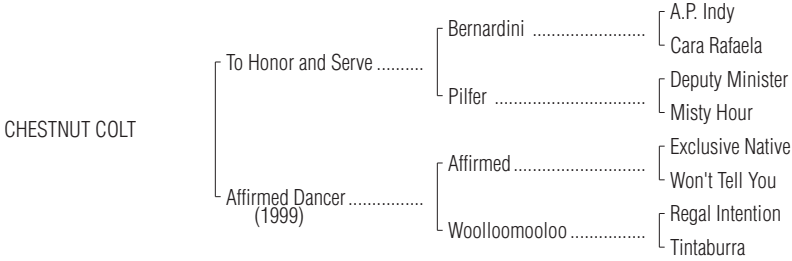 A.P. Indy
Bernardini ........................
Cara Rafaela
To Honor and Serve ..........
Deputy Minister
Pilfer ................................
Misty Hour
CHESTNUT COLT
Exclusive Native
Affirmed............................
Won't Tell You
Affirmed Dancer................
(1999)
Regal Intention
Woolloomooloo ................
Tintaburra